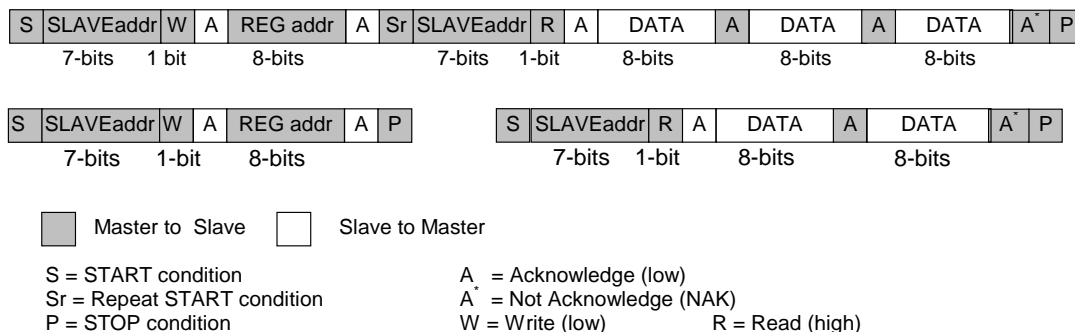 S SLAVEaddr W A REG addr A Sr SLAVEaddr R A DATA A DATA A DATA A* P
7-bits 1 bit 8-bits 7-bits 1-bit 8-bits 8-bits 8-bits
S SLAVEaddr W A REG addr A P S SLAVEaddr R A DATA A DATA A* P
7-bits 1-bit 8-bits 7-bits 1-bit 8-bits 8-bits
Master to Slave Slave to Master
S = START condition A = Acknowledge (low)
Sr = Repeat START condition A* = Not Acknowledge (NAK)
P = STOP condition W = Write (low) R = Read (high)